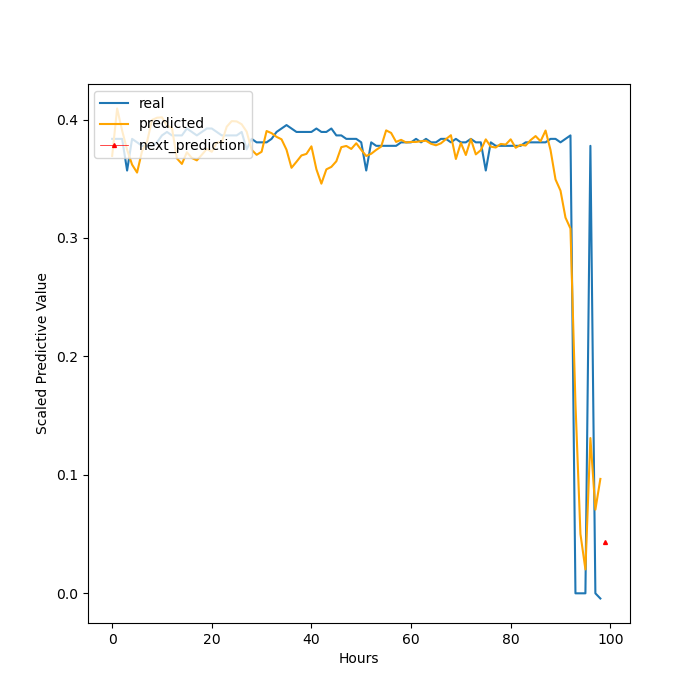 real
predicted
next_prediction
0.4
0.3
0.2
0.1
0.0
Scaled Predictive Value
0 20 40 60 80 100
Hours